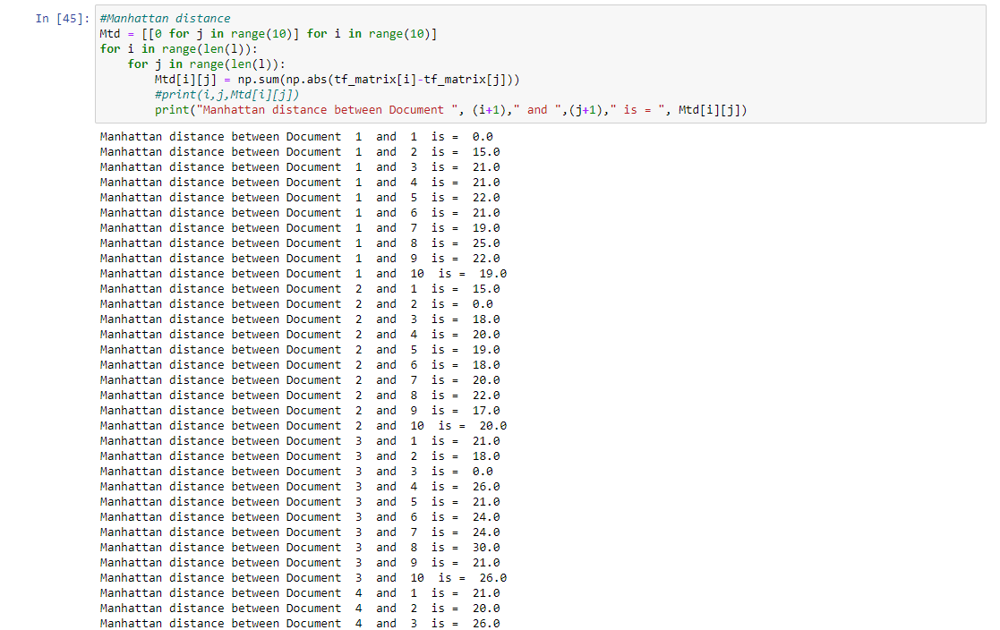 In [45]: #Manhattan distance
Mtd = [[0 for j in range(10)] for i in range(10)]
for i in range(len(l)):
    for j in range(len(l)):
        Mtd[i][j] = np.sum(np.abs(tf_matrix[i]-tf_matrix[j]))
        #print(i,j,Mtd[i][j])
        print("Manhattan distance between Document ", (i+1)," and ",(j+1)," is = ", Mtd[i][j])
Manhattan distance between Document  1  and  1  is =  0.0
Manhattan distance between Document  1  and  2  is =  15.0
Manhattan distance between Document  1  and  3  is =  21.0
Manhattan distance between Document  1  and  4  is =  21.0
Manhattan distance between Document  1  and  5  is =  22.0
Manhattan distance between Document  1  and  6  is =  21.0
Manhattan distance between Document  1  and  7  is =  19.0
Manhattan distance between Document  1  and  8  is =  25.0
Manhattan distance between Document  1  and  9  is =  22.0
Manhattan distance between Document  1  and  10  is =  19.0
Manhattan distance between Document  2  and  1  is =  15.0
Manhattan distance between Document  2  and  2  is =  0.0
Manhattan distance between Document  2  and  3  is =  18.0
Manhattan distance between Document  2  and  4  is =  20.0
Manhattan distance between Document  2  and  5  is =  19.0
Manhattan distance between Document  2  and  6  is =  18.0
Manhattan distance between Document  2  and  7  is =  20.0
Manhattan distance between Document  2  and  8  is =  22.0
Manhattan distance between Document  2  and  9  is =  17.0
Manhattan distance between Document  2  and  10  is =  20.0
Manhattan distance between Document  3  and  1  is =  21.0
Manhattan distance between Document  3  and  2  is =  18.0
Manhattan distance between Document  3  and  3  is =  0.0
Manhattan distance between Document  3  and  4  is =  26.0
Manhattan distance between Document  3  and  5  is =  21.0
Manhattan distance between Document  3  and  6  is =  24.0
Manhattan distance between Document  3  and  7  is =  24.0
Manhattan distance between Document  3  and  8  is =  30.0
Manhattan distance between Document  3  and  9  is =  21.0
Manhattan distance between Document  3  and  10  is =  26.0
Manhattan distance between Document  4  and  1  is =  21.0
Manhattan distance between Document  4  and  2  is =  20.0
Manhattan distance between Document  4  and  3  is =  26.0